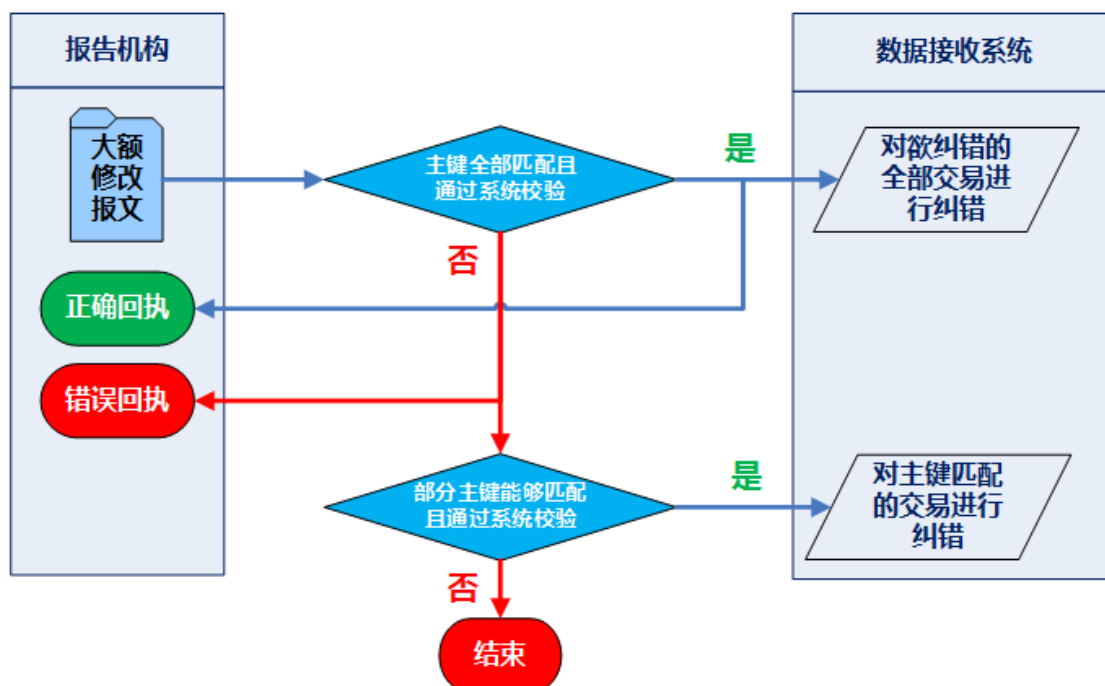 报告机构
数据接收系统
大额
修改
报文
主键全部匹配且
通过系统校验
是
对欲纠错的
全部交易进
行纠错
否
正确回执
错误回执
部分主键能够匹配
且通过系统校验
是
对主键匹配
的交易进行
纠错
否
结束